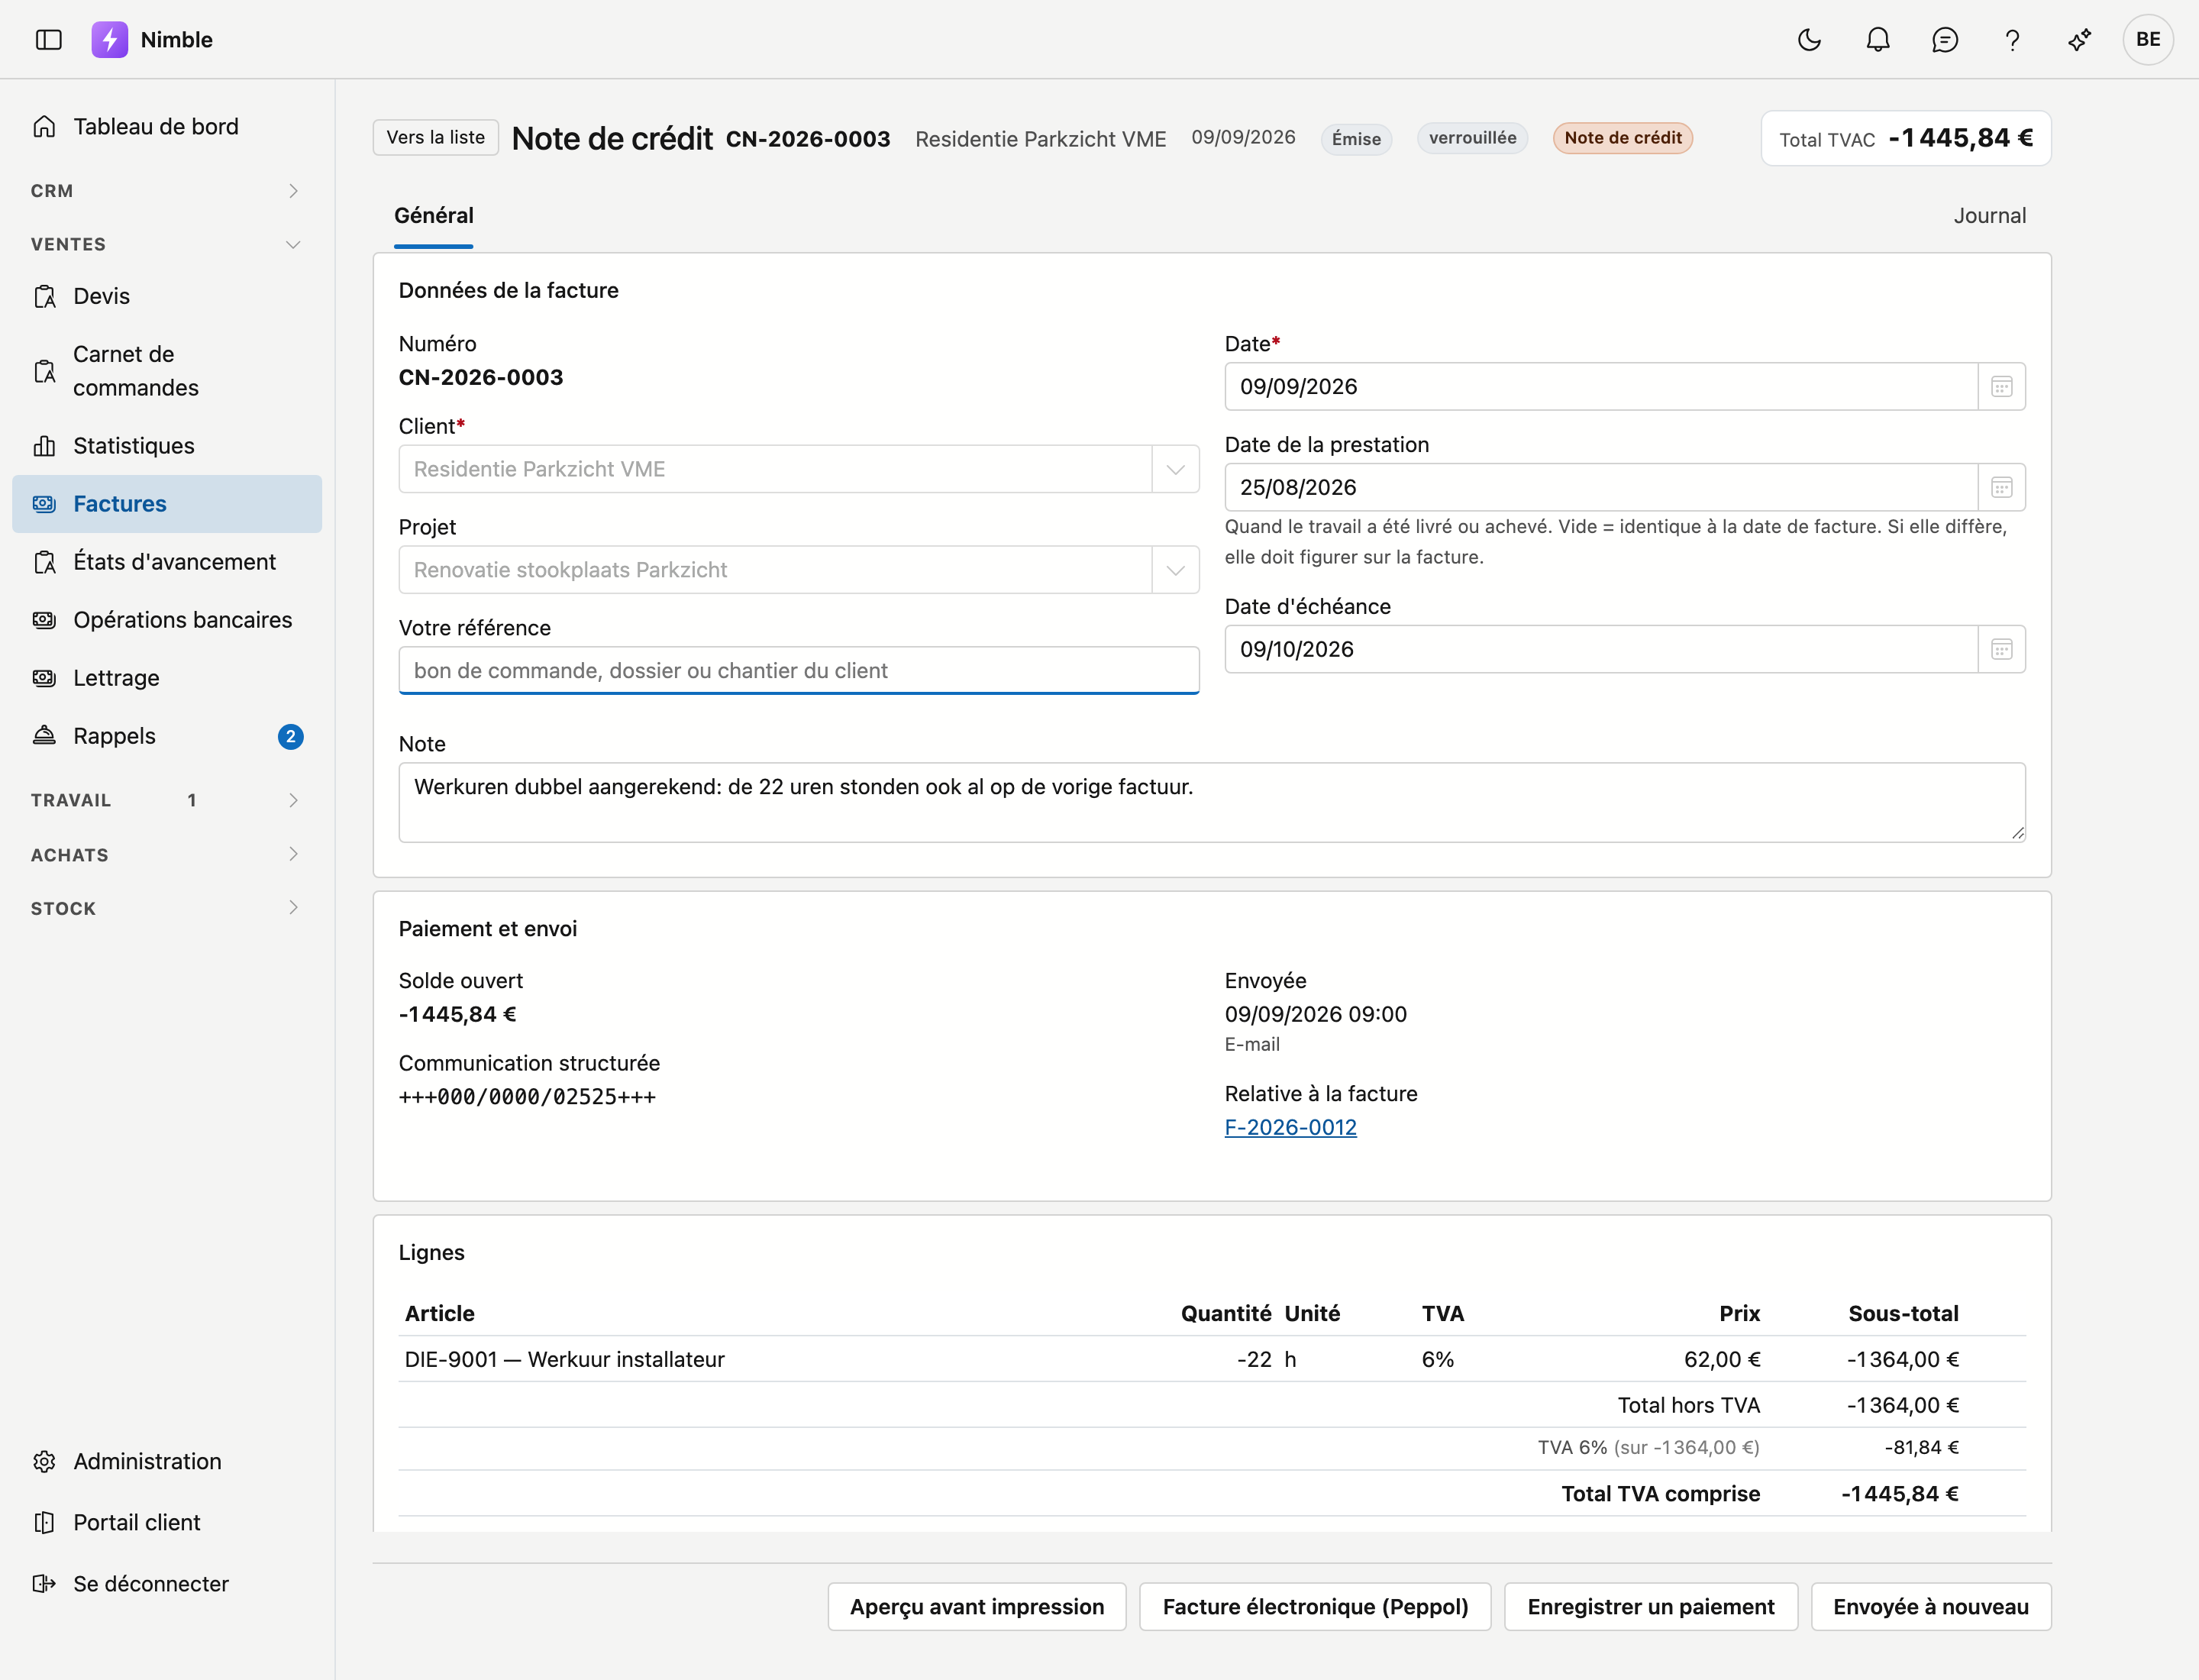 Nimble
BE
Tableau de bord
CRM
VENTES
Devis
Carnet de
commandes
Statistiques
Factures
États d'avancement
Opérations bancaires
Lettrage
Rappels 2
TRAVAIL 1
ACHATS
STOCK
Administration
Portail client
Se déconnecter
Vers la liste Note de crédit CN-2026-0003 Residentie Parkzicht VME 09/09/2026 Émise verrouillée Note de crédit Total TVAC -1 445,84 €
Général Journal
Données de la facture
Numéro
CN-2026-0003
Client*
Residentie Parkzicht VME
Projet
Renovatie stookplaats Parkzicht
Votre référence
bon de commande, dossier ou chantier du client
Date*
09/09/2026
Date de la prestation
25/08/2026
Quand le travail a été livré ou achevé. Vide = identique à la date de facture. Si elle diffère,
elle doit figurer sur la facture.
Date d'échéance
09/10/2026
Note
Werkuren dubbel aangerekend: de 22 uren stonden ook al op de vorige factuur.
Paiement et envoi
Solde ouvert
-1 445,84 €
Communication structurée
+++000/0000/02525+++
Envoyée
09/09/2026 09:00
E-mail
Relative à la facture
F-2026-0012
Lignes
Article Quantité Unité TVA Prix Sous-total
DIE-9001 — Werkuur installateur -22 h 6% 62,00 € -1 364,00 €
Total hors TVA -1 364,00 €
TVA 6% (sur -1 364,00 €) -81,84 €
Total TVA comprise -1 445,84 €
Aperçu avant impression Facture électronique (Peppol) Enregistrer un paiement Envoyée à nouveau